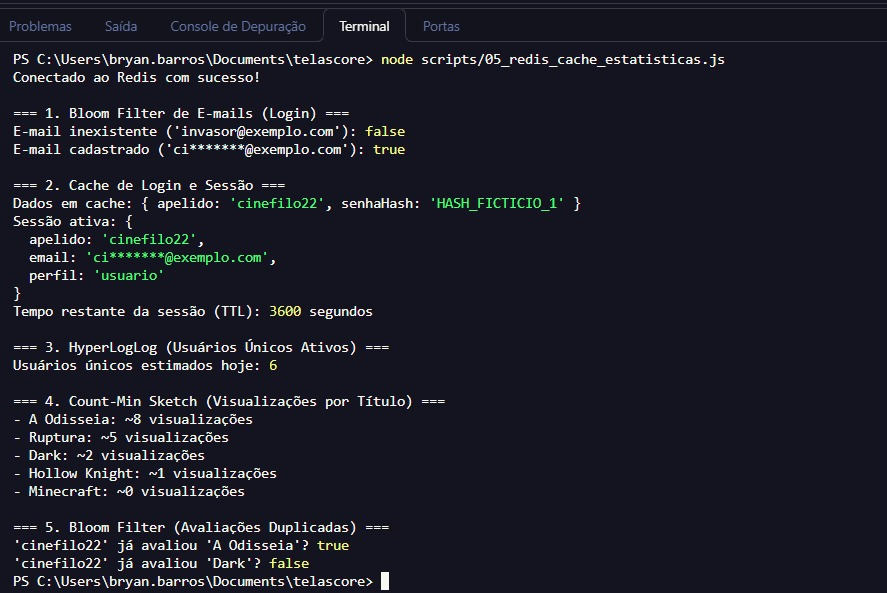 Problemas Saída Console de Depuração Terminal Portas
PS C:\Users\bryan.barros\Documents\telascore> node scripts/05_redis_cache_estatisticas.js
Conectado ao Redis com sucesso!
=== 1. Bloom Filter de E-mails (Login) ===
E-mail inexistente ('invasor@exemplo.com'): false
E-mail cadastrado ('ci*******@exemplo.com'): true
=== 2. Cache de Login e Sessão ===
Dados em cache: { apelido: 'cinefilo22', senhaHash: 'HASH_FICTICIO_1' }
Sessão ativa: {
  apelido: 'cinefilo22',
  email: 'ci*******@exemplo.com',
  perfil: 'usuario'
}
Tempo restante da sessão (TTL): 3600 segundos
=== 3. HyperLogLog (Usuários Únicos Ativos) ===
Usuários únicos estimados hoje: 6
=== 4. Count-Min Sketch (Visualizações por Título) ===
- A Odisseia: ~8 visualizações
- Ruptura: ~5 visualizações
- Dark: ~2 visualizações
- Hollow Knight: ~1 visualizações
- Minecraft: ~0 visualizações
=== 5. Bloom Filter (Avaliações Duplicadas) ===
'cinefilo22' já avaliou 'A Odisseia'? true
'cinefilo22' já avaliou 'Dark'? false
PS C:\Users\bryan.barros\Documents\telascore>